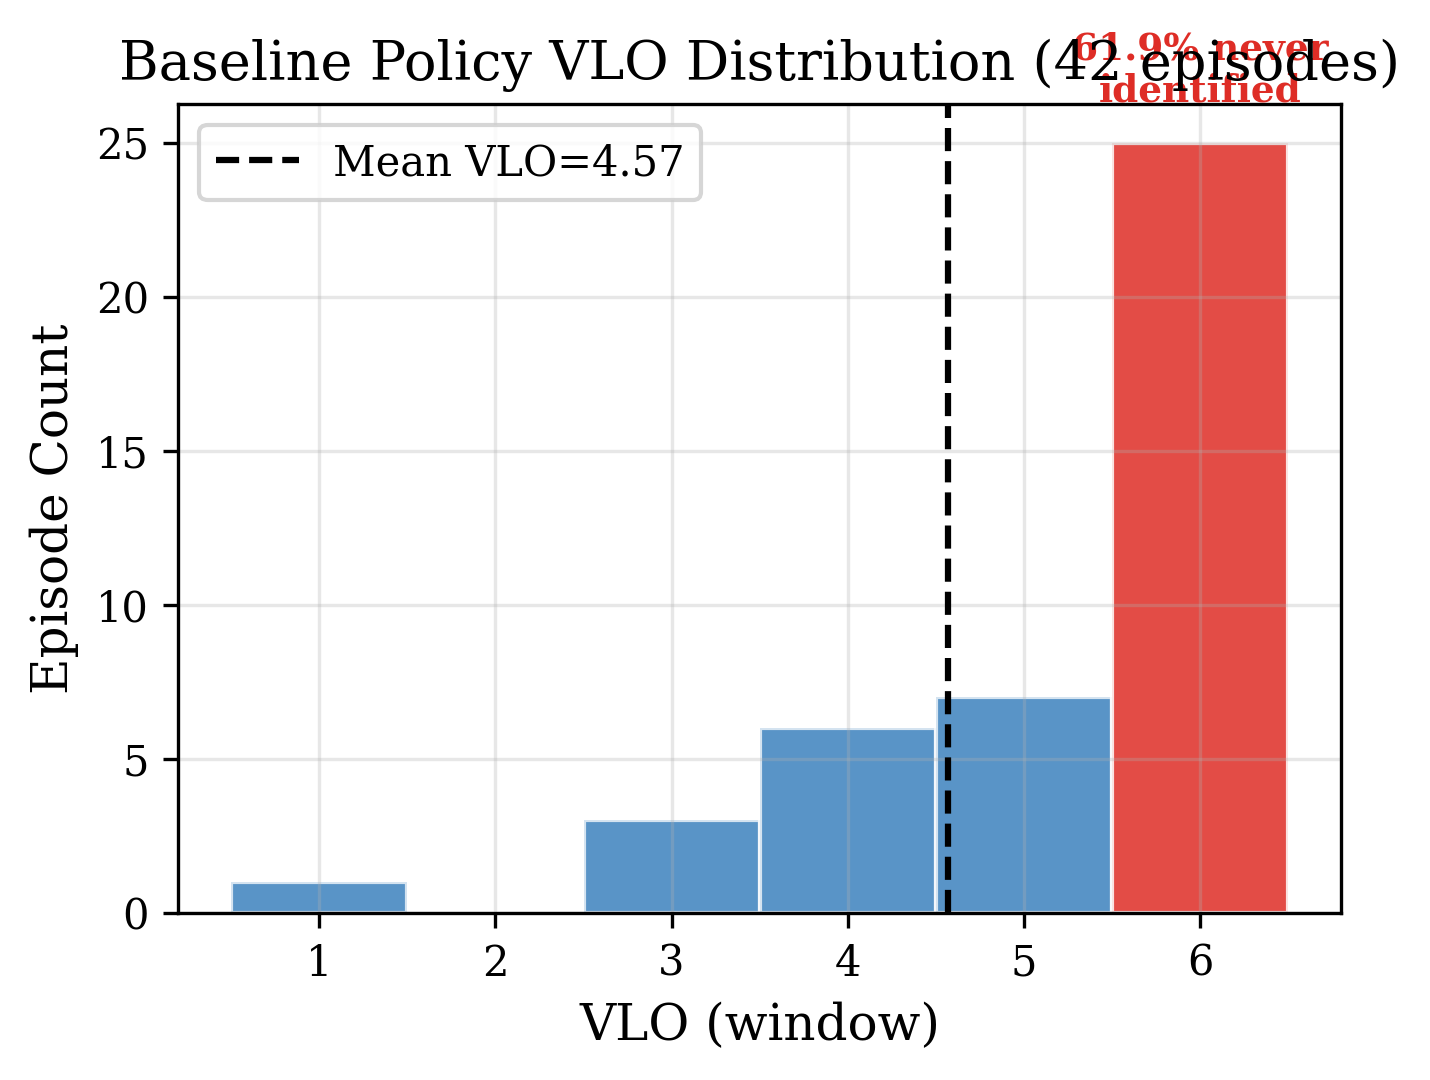 Baseline Policy VLO Distribution (42 episodes)
61.9% never
identified
Mean VLO=4.57
Episode Count
25
20
15
10
5
0
1 2 3 4 5 6
VLO (window)